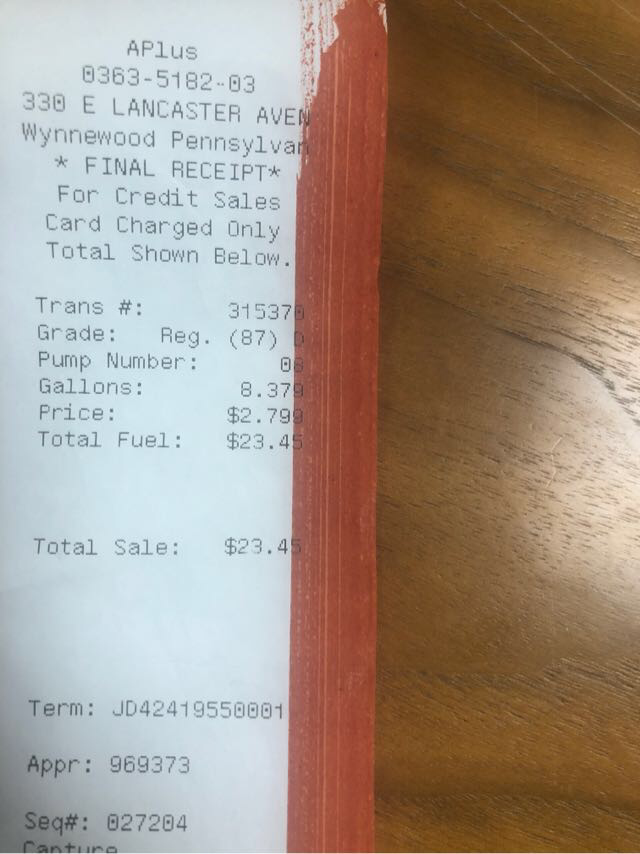 APlus
0363-5182-03
330 E LANCASTER AVEN
Wynnewood Pennsylvan
* FINAL RECEIPT*
For Credit Sales
Card Charged Only
Total Shown Below.
Trans #: 315370
Grade: Reg. (87) D
Pump Number: 08
Gallons: 8.379
Price: $2.799
Total Fuel: $23.45
Total Sale: $23.45
Term: JD42419550001
Appr: 969373
Seq#: 027204
Capture